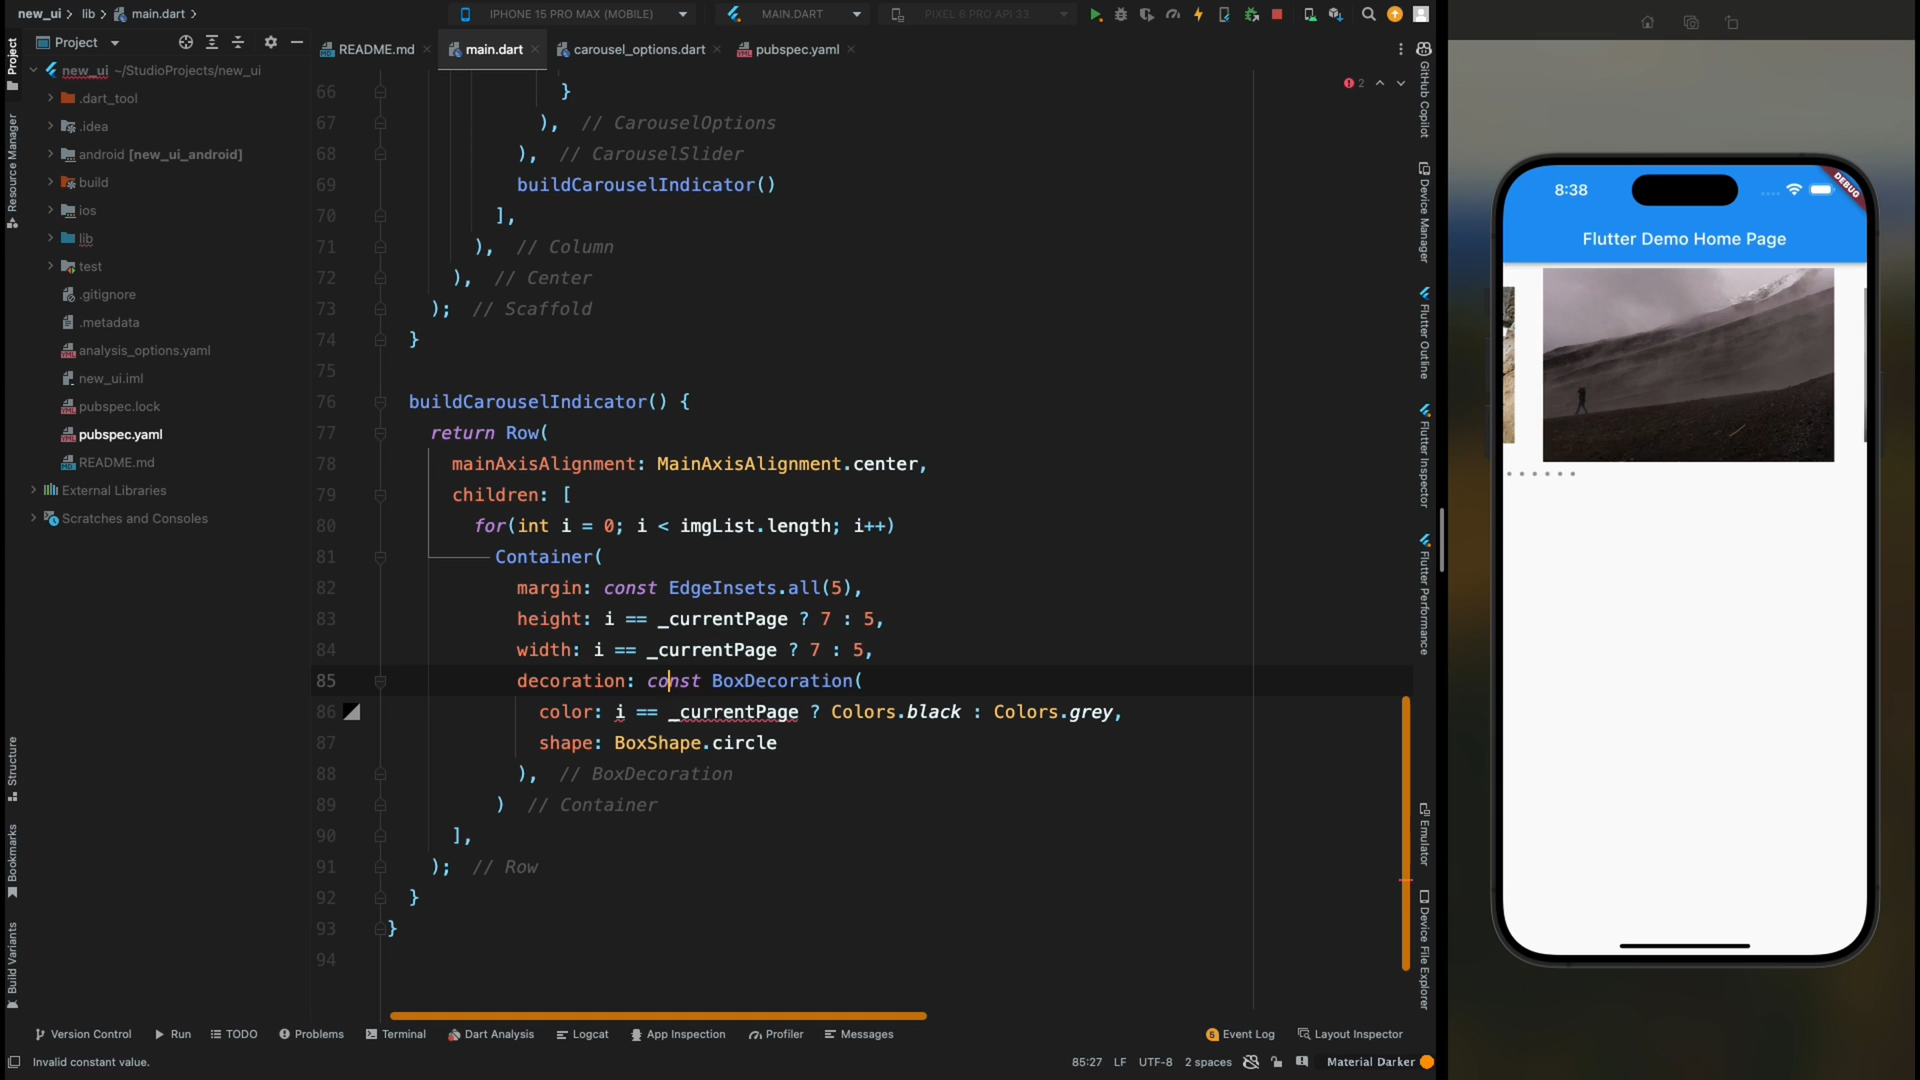 new_ui
lib
main.dart
IPHONE 15 PRO MAX (MOBILE)
MAIN.DART
PIXEL 6 PRO API 33
Project
README.md
main.dart
carousel_options.dart
pubspec.yaml
new_ui ~/StudioProjects/new_ui
.dart_tool
.idea
android [new_ui_android]
build
ios
lib
test
.gitignore
.metadata
analysis_options.yaml
new_ui.iml
pubspec.lock
pubspec.yaml
README.md
External Libraries
Scratches and Consoles
Project
Resource Manager
Structure
Bookmarks
Build Variants
2
66 }
67 ), // CarouselOptions
68 ), // CarouselSlider
69 buildCarouselIndicator()
70 ],
71 ), // Column
72 ), // Center
73 ); // Scaffold
74 }
75
76 buildCarouselIndicator() {
77 return Row(
78 mainAxisAlignment: MainAxisAlignment.center,
79 children: [
80 for(int i = 0; i < imgList.length; i++)
81 Container(
82 margin: const EdgeInsets.all(5),
83 height: i == _currentPage ? 7 : 5,
84 width: i == _currentPage ? 7 : 5,
85 decoration: const BoxDecoration(
86 color: i == _currentPage ? Colors.black : Colors.grey,
87 shape: BoxShape.circle
88 ), // BoxDecoration
89 ) // Container
90 ],
91 ); // Row
92 }
93 }
94
GitHub Copilot
Device Manager
Flutter Outline
Flutter Inspector
Flutter Performance
Emulator
Device File Explorer
8:38
DEBUG
Flutter Demo Home Page
Version Control
Run
TODO
Problems
Terminal
Dart Analysis
Logcat
App Inspection
Profiler
Messages
5 Event Log
Layout Inspector
Invalid constant value.
85:27
LF
UTF-8
2 spaces
Material Darker